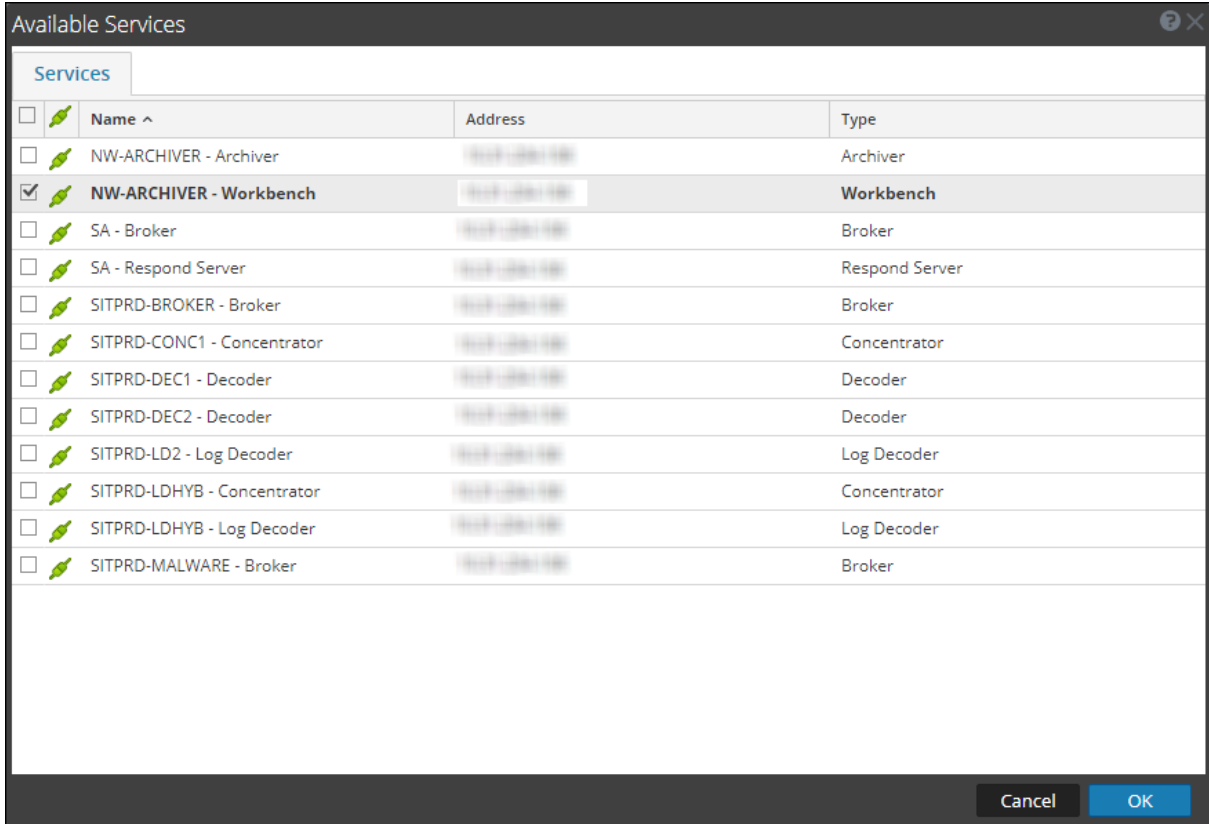 Available Services
Services
Name Address Type
NW-ARCHIVER - Archiver Archiver
NW-ARCHIVER - Workbench Workbench
SA - Broker Broker
SA - Respond Server Respond Server
SITPRD-BROKER - Broker Broker
SITPRD-CONC1 - Concentrator Concentrator
SITPRD-DEC1 - Decoder Decoder
SITPRD-DEC2 - Decoder Decoder
SITPRD-LD2 - Log Decoder Log Decoder
SITPRD-LDHYB - Concentrator Concentrator
SITPRD-LDHYB - Log Decoder Log Decoder
SITPRD-MALWARE - Broker Broker
Cancel OK